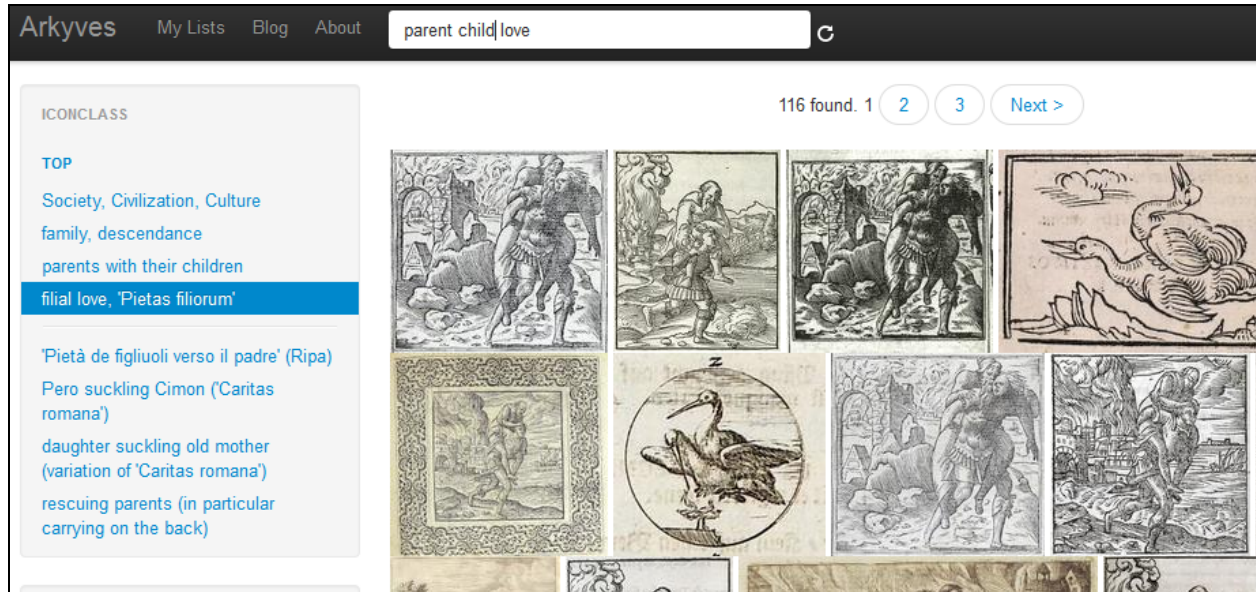 Arkyves My Lists Blog About parent child love
116 found. 1 2 3 Next >
ICONCLASS
TOP
Society, Civilization, Culture
family, descendance
parents with their children
filial love, 'Pietas filiorum'
'Pietà de figliuoli verso il padre' (Ripa)
Pero suckling Cimon ('Caritas
romana')
daughter suckling old mother
(variation of 'Caritas romana')
rescuing parents (in particular
carrying on the back)